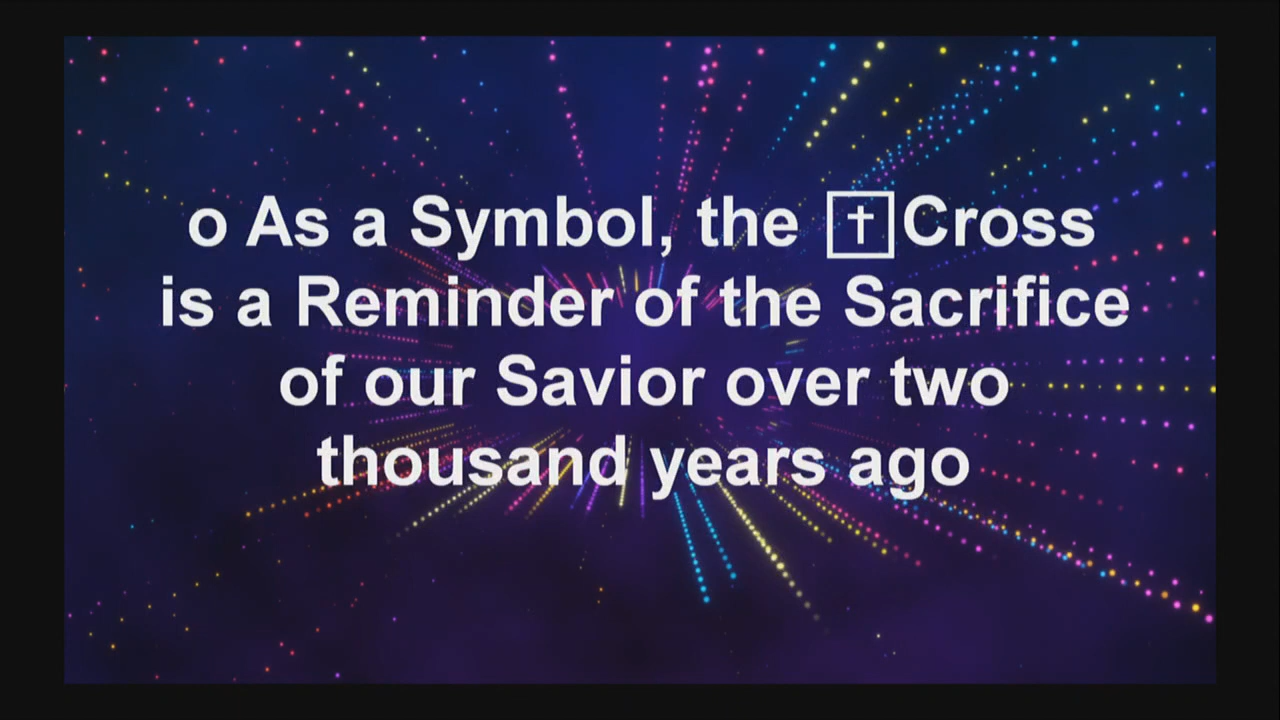 o As a Symbol, the ✝Cross
is a Reminder of the Sacrifice
of our Savior over two
thousand years ago